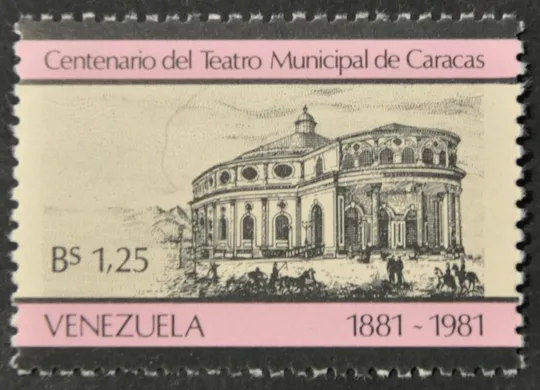 Centenario del Teatro Municipal de Caracas
Bs 1,25
VENEZUELA 1881 ~ 1981